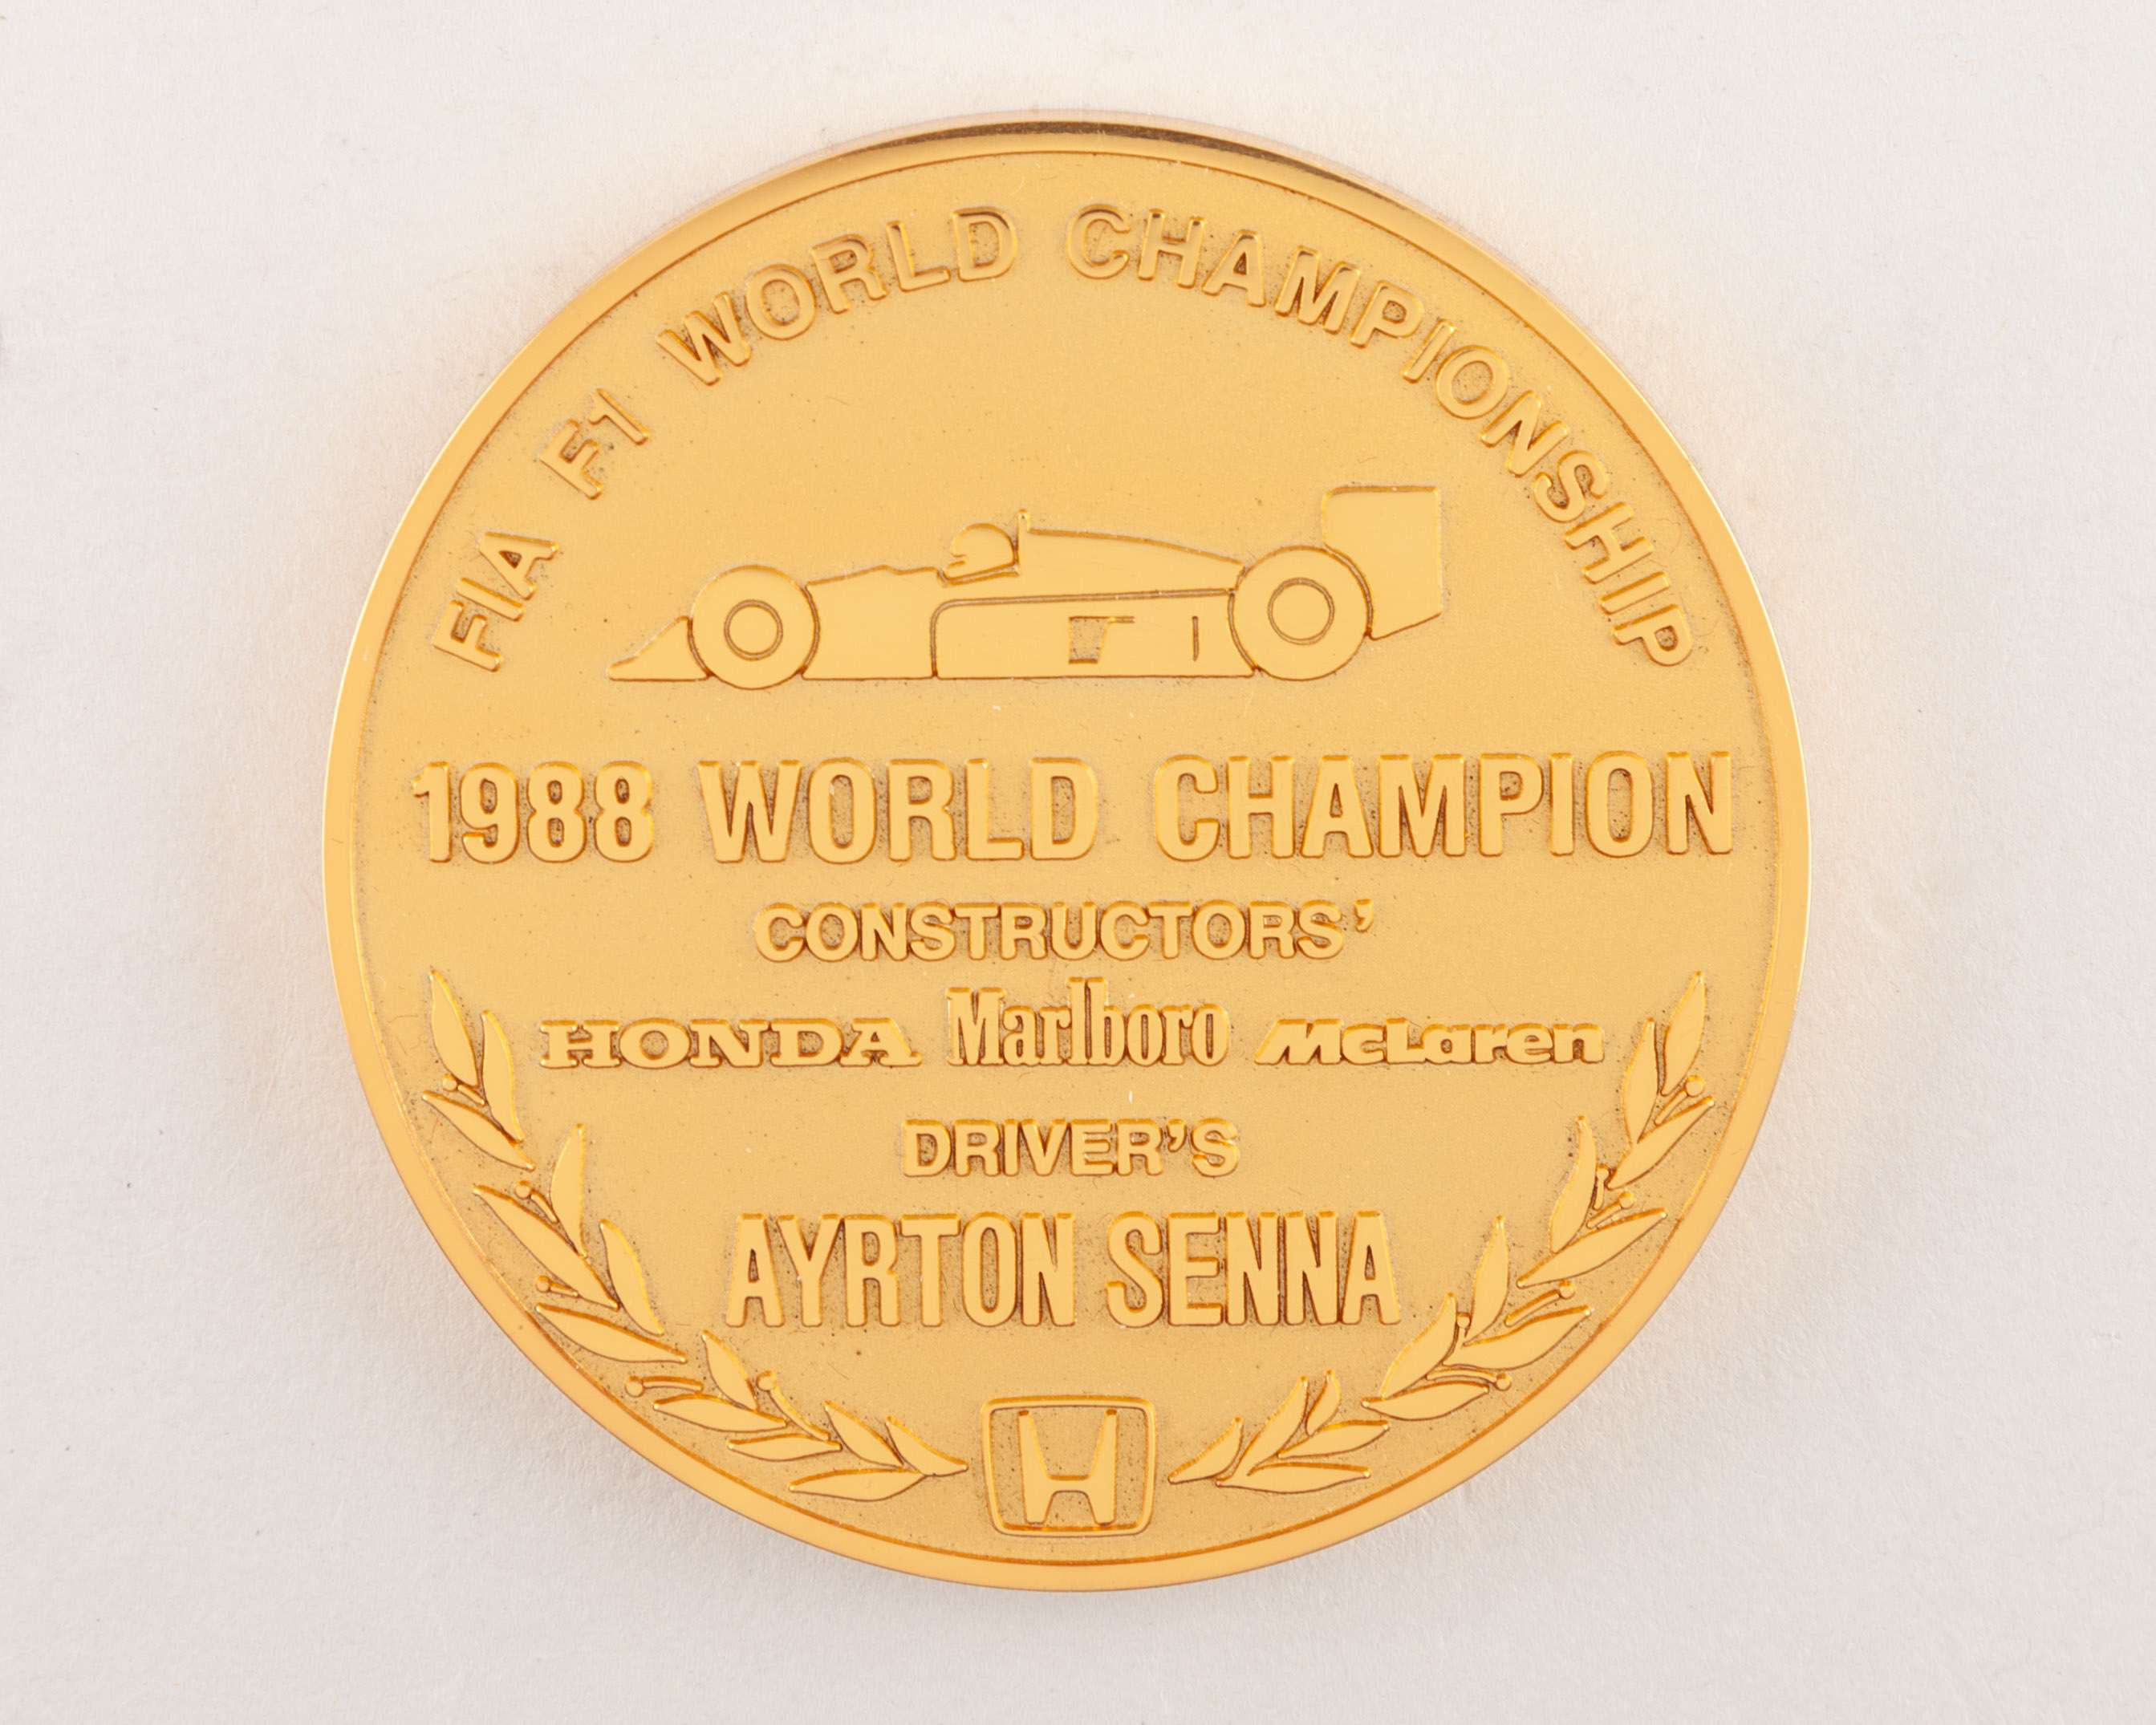 FIA F1 WORLD CHAMPIONSHIP
1988 WORLD CHAMPION
CONSTRUCTORS'
HONDA Marlboro McLaren
DRIVER'S
AYRTON SENNA